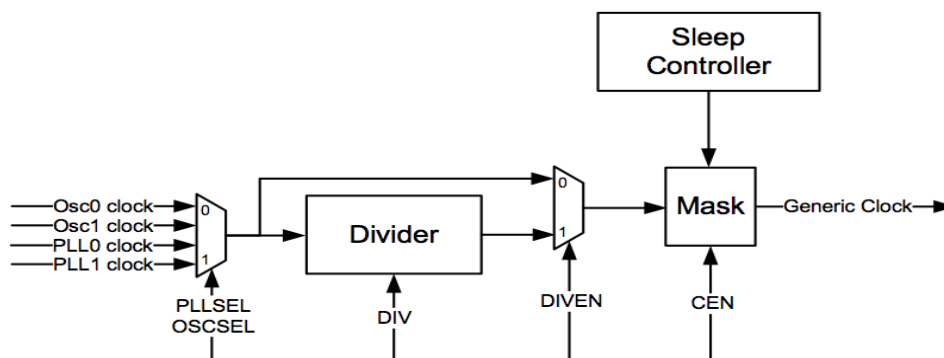 Sleep
Controller
Osc0 clock
Osc1 clock
PLL0 clock
PLL1 clock
0
1
Divider
0
1
Mask
Generic Clock
PLLSEL
OSCSEL
DIV
DIVEN
CEN